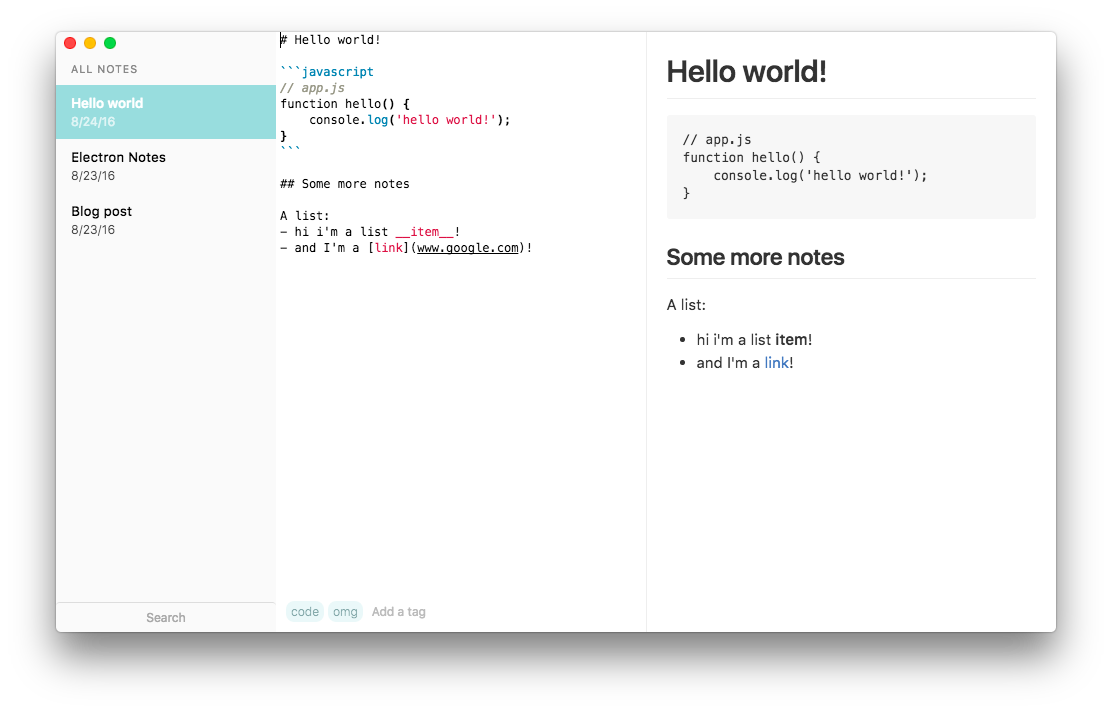 ALL NOTES
Hello world
8/24/16
Electron Notes
8/23/16
Blog post
8/23/16
Search
# Hello world!
```javascript
// app.js
function hello() {
    console.log('hello world!');
}
```
## Some more notes
A list:
- hi i'm a list __item__!
- and I'm a [link](www.google.com)!
code omg Add a tag
Hello world!
// app.js
function hello() {
    console.log('hello world!');
}
Some more notes
A list:
• hi i'm a list item!
• and I'm a link!